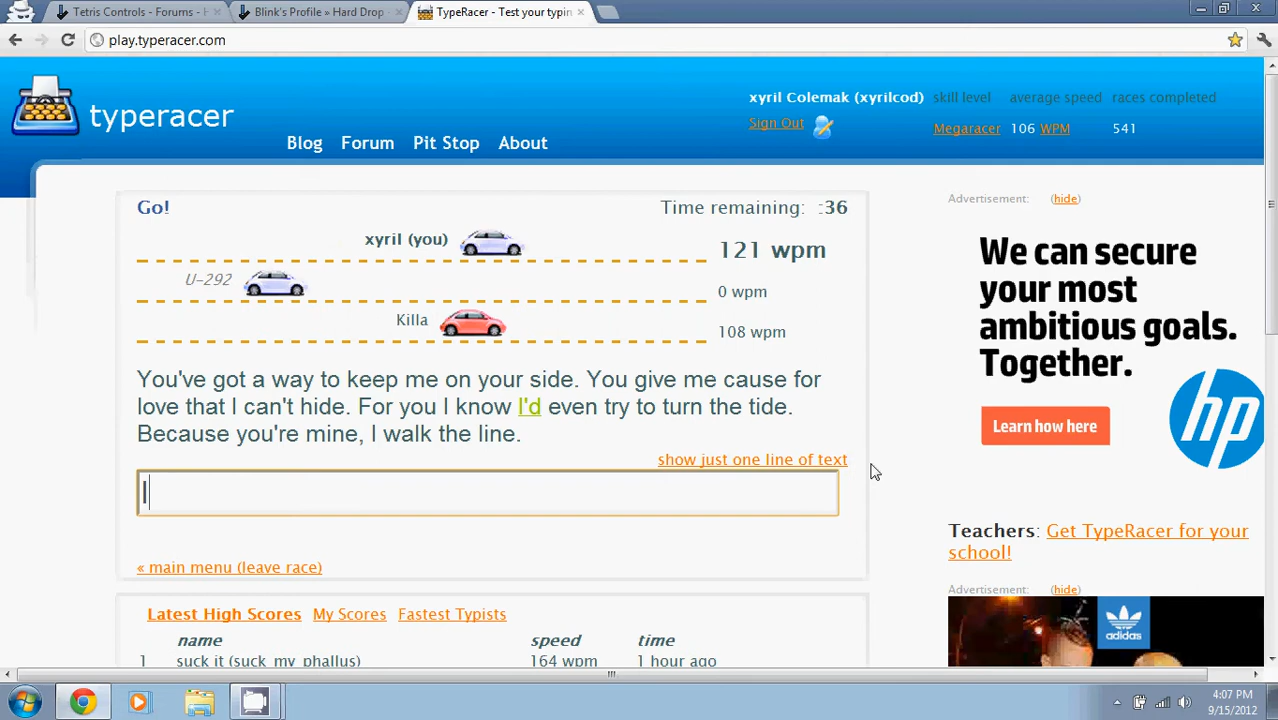 Tetris Controls - Forums - H
Blink's Profile » Hard Drop
TypeRacer - Test your typin
play.typeracer.com
typeracer
xyril Colemak (xyrilcod) skill level average speed races completed
Sign Out Megaracer 106 WPM 541
Blog Forum Pit Stop About
Go! Time remaining: :36
xyril (you) 121 wpm
U-292 0 wpm
Killa 108 wpm
You've got a way to keep me on your side. You give me cause for
love that I can't hide. For you I know I'd even try to turn the tide.
Because you're mine, I walk the line.
show just one line of text
I
« main menu (leave race)
Latest High Scores My Scores Fastest Typists
name speed time
1 suck it (suck_my_phallus) 164 wpm 1 hour ago
Advertisement: (hide)
We can secure
your most
ambitious goals.
Together.
Learn how here
hp
Teachers: Get TypeRacer for your
school!
Advertisement: (hide)
adidas
4:07 PM
9/15/2012